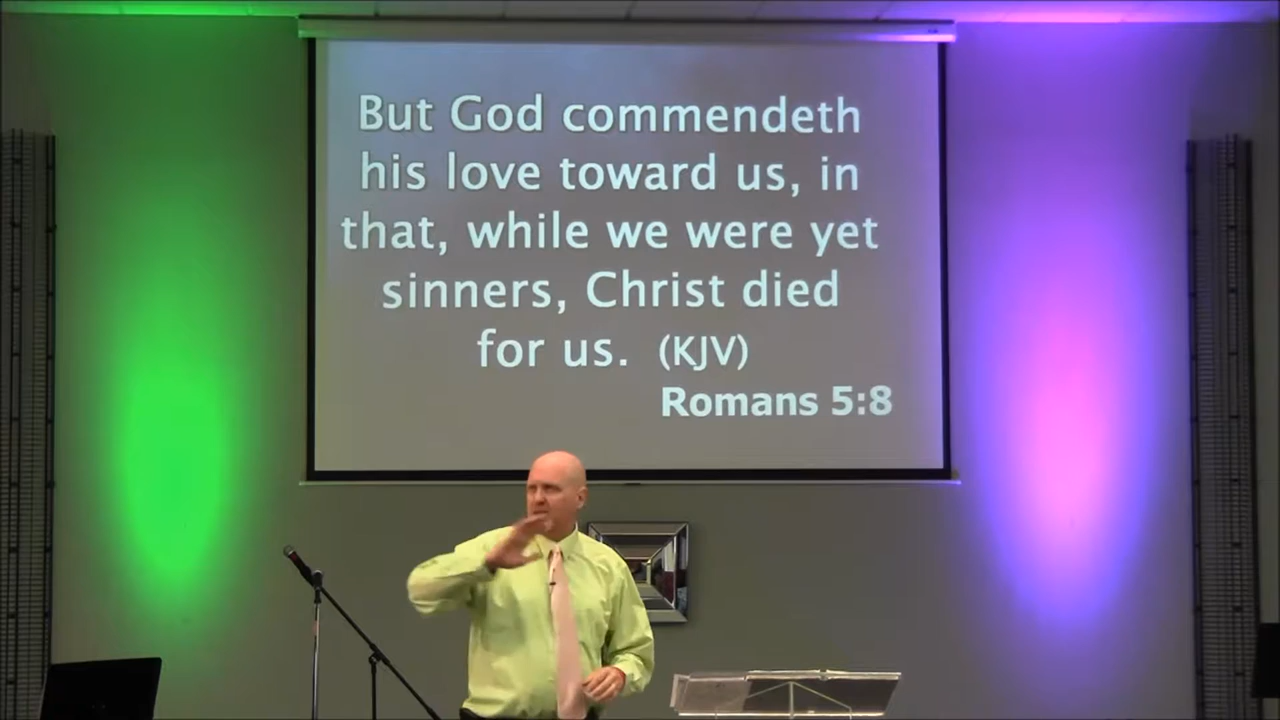 But God commendeth
his love toward us, in
that, while we were yet
sinners, Christ died
for us. (KJV)
Romans 5:8